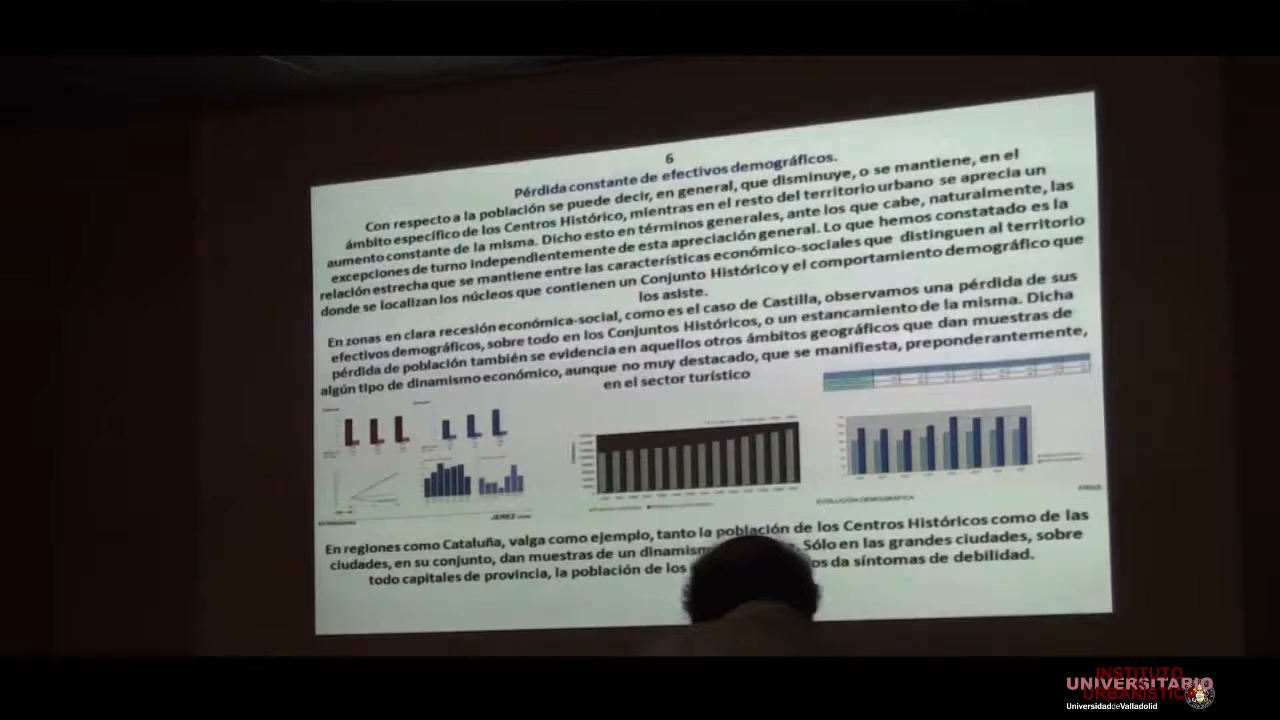 6
Pérdida constante de efectivos demográficos.
Con respecto a la población se puede decir, en general, que disminuye, o se mantiene, en el
ámbito específico de los Centros Histórico, mientras en el resto del territorio urbano se aprecia un
aumento constante de la misma. Dicho esto en términos generales, ante los que cabe, naturalmente, las
excepciones de turno independientemente de esta apreciación general. Lo que hemos constatado es la
relación estrecha que se mantiene entre las características económico-sociales que distinguen al territorio
donde se localizan los núcleos que contienen un Conjunto Histórico y el comportamiento demográfico que
los asiste.
En zonas en clara recesión económica-social, como es el caso de Castilla, observamos una pérdida de sus
efectivos demográficos, sobre todo en los Conjuntos Históricos, o un estancamiento de la misma. Dicha
pérdida de población también se evidencia en aquellos otros ámbitos geográficos que dan muestras de
algún tipo de dinamismo económico, aunque no muy destacado, que se manifiesta, preponderantemente,
en el sector turístico
JEREZ
EVOLUCIÓN DEMOGRÁFICA
En regiones como Cataluña, valga como ejemplo, tanto la población de los Centros Históricos como de las
ciudades, en su conjunto, dan muestras de un Sólo en las grandes ciudades, sobre
todo capitales de provincia, la población de los da síntomas de debilidad.
INSTITUTO
UNIVERSITARIO
URBANÍSTICA
UniversidaddeValladolid